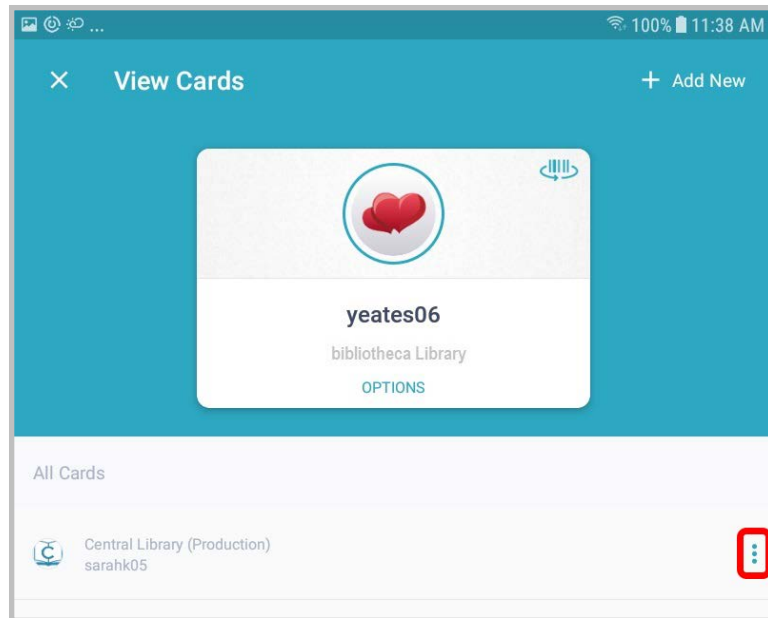 ... 100% 11:38 AM
View Cards + Add New
yeates06
bibliotheca Library
OPTIONS
All Cards
Central Library (Production)
sarahk05